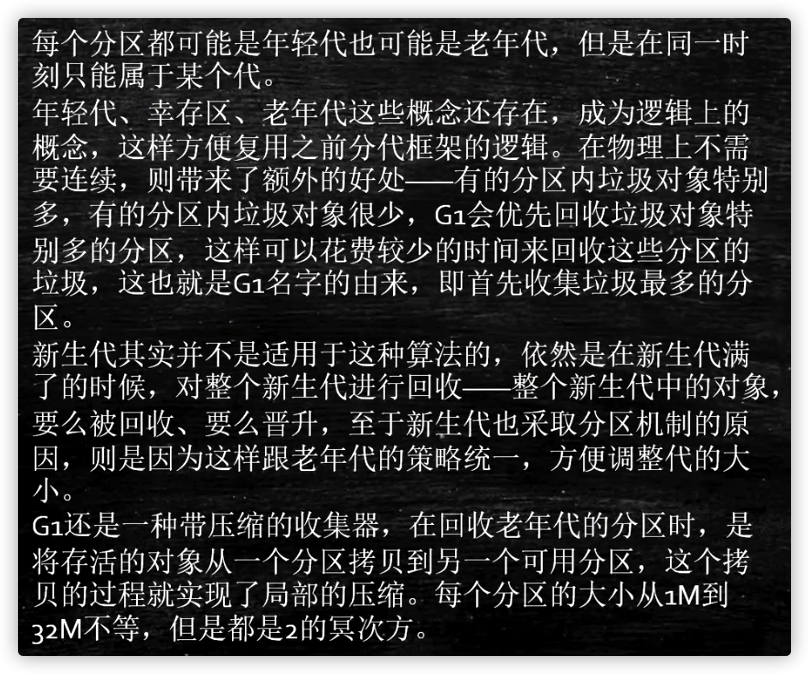 每个分区都可能是年轻代也可能是老年代，但是在同一时
刻只能属于某个代。
年轻代、幸存区、老年代这些概念还存在，成为逻辑上的
概念，这样方便复用之前分代框架的逻辑。在物理上不需
要连续，则带来了额外的好处——有的分区内垃圾对象特别
多，有的分区内垃圾对象很少，G1会优先回收垃圾对象特
别多的分区，这样可以花费较少的时间来回收这些分区的
垃圾，这也就是G1名字的由来，即首先收集垃圾最多的分
区。
新生代其实并不是适用于这种算法的，依然是在新生代满
了的时候，对整个新生代进行回收——整个新生代中的对象，
要么被回收、要么晋升，至于新生代也采取分区机制的原
因，则是因为这样跟老年代的策略统一，方便调整代的大
小。
G1还是一种带压缩的收集器，在回收老年代的分区时，是
将存活的对象从一个分区拷贝到另一个可用分区，这个拷
贝的过程就实现了局部的压缩。每个分区的大小从1M到
32M不等，但是都是2的冥次方。